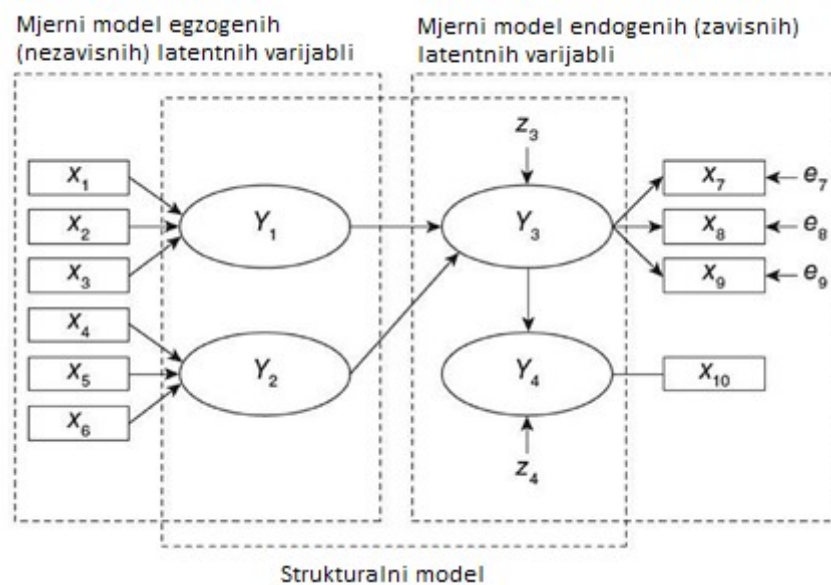 Mjerni model egzogenih
(nezavisnih) latentnih varijabli
Mjerni model endogenih (zavisnih)
latentnih varijabli
z₃
x₁
x₂
x₃
x₄
x₅
x₆
Y₁
Y₂
Y₃
Y₄
x₇
x₈
x₉
x₁₀
e₇
e₈
e₉
z₄
Strukturalni model